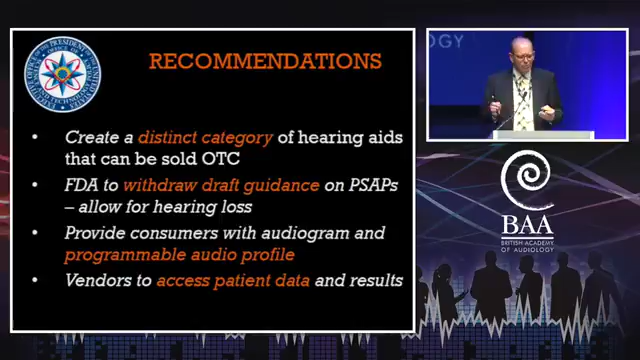 RECOMMENDATIONS
• Create a distinct category of hearing aids
that can be sold OTC
• FDA to withdraw draft guidance on PSAPs
– allow for hearing loss
• Provide consumers with audiogram and
programmable audio profile
• Vendors to access patient data and results
OLOGY
BAA
BRITISH ACADEMY
OF AUDIOLOGY